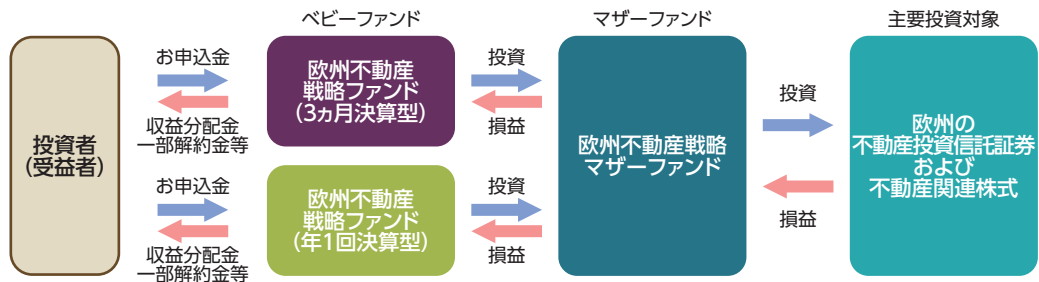 ベビーファンド
マザーファンド
主要投資対象
投資者
(受益者)
お申込金
収益分配金
一部解約金等
欧州不動産
戦略ファンド
(3ヵ月決算型)
投資
損益
お申込金
収益分配金
一部解約金等
欧州不動産
戦略ファンド
(年1回決算型)
投資
損益
欧州不動産戦略
マザーファンド
投資
損益
欧州の
不動産投資信託証券
および
不動産関連株式